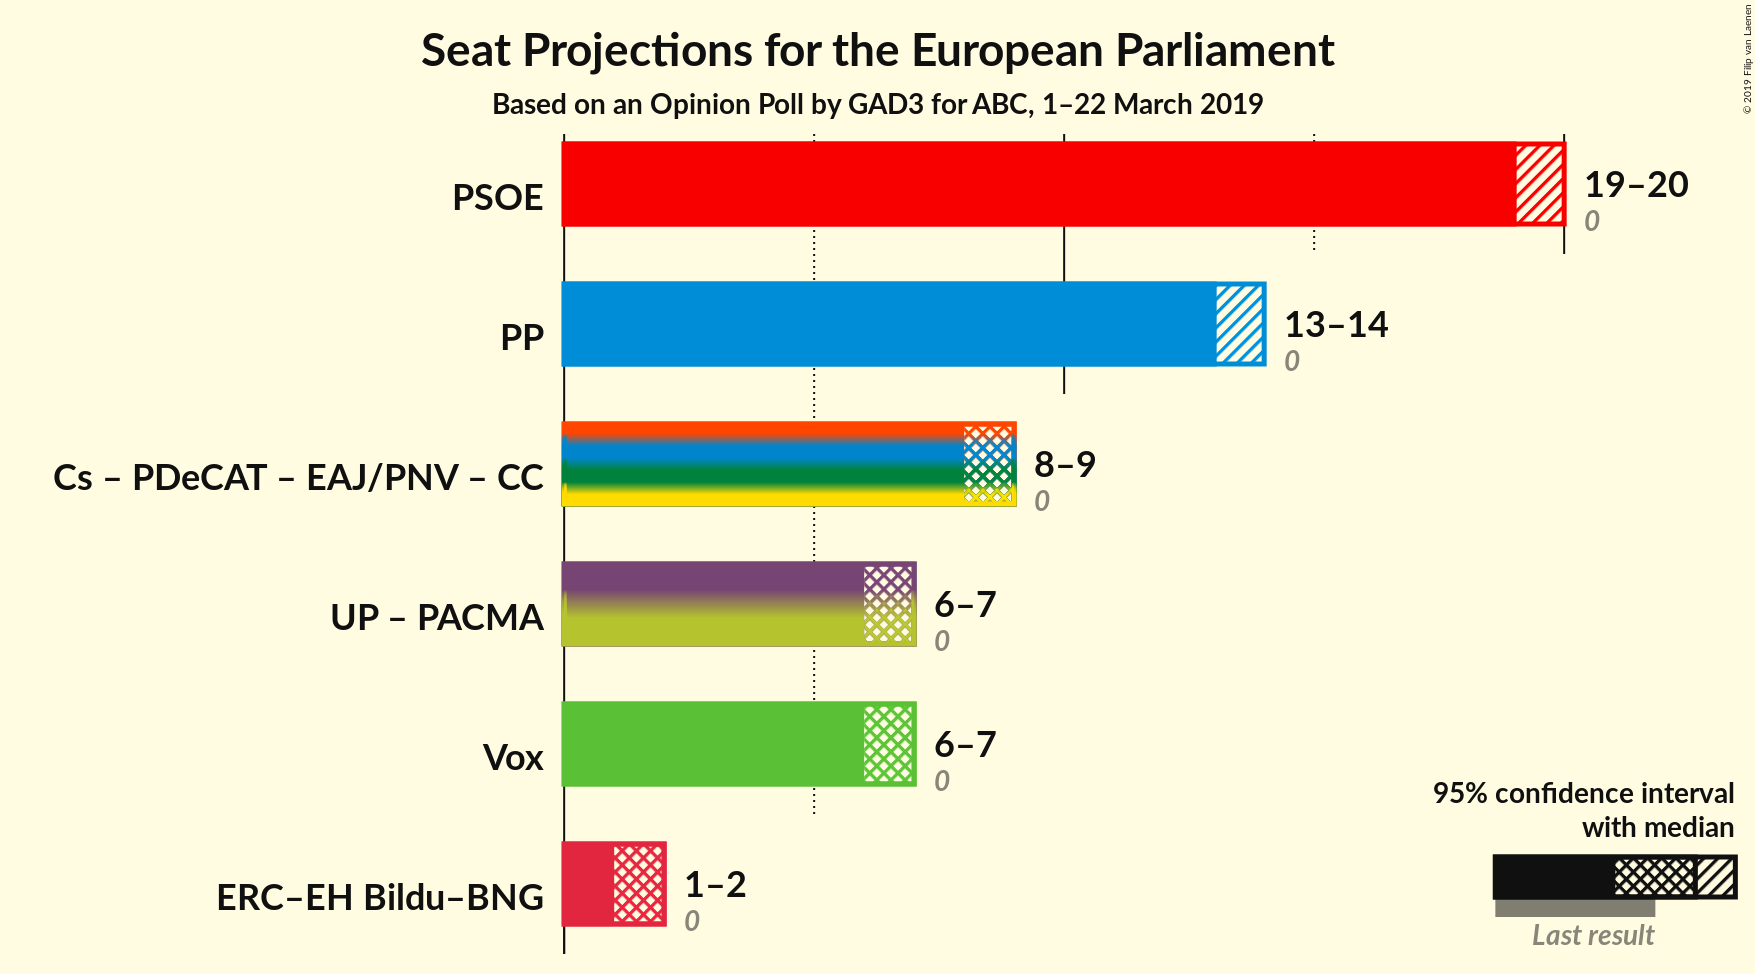 Seat Projections for the European Parliament
Based on an Opinion Poll by GAD3 for ABC, 1–22 March 2019
© 2019 Filip van Laenen
PSOE
19–20
0
PP
13–14
0
Cs – PDeCAT – EAJ/PNV – CC
8–9
0
UP – PACMA
6–7
0
Vox
6–7
0
ERC–EH Bildu–BNG
1–2
0
95% confidence interval
with median
Last result